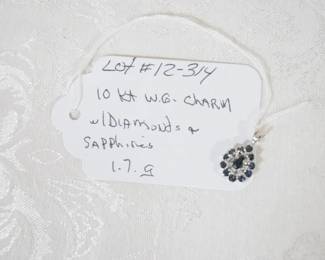 Lot #12-314
10 kt W.G. Charm
w/Diamonds &
Sapphires
1.7. g